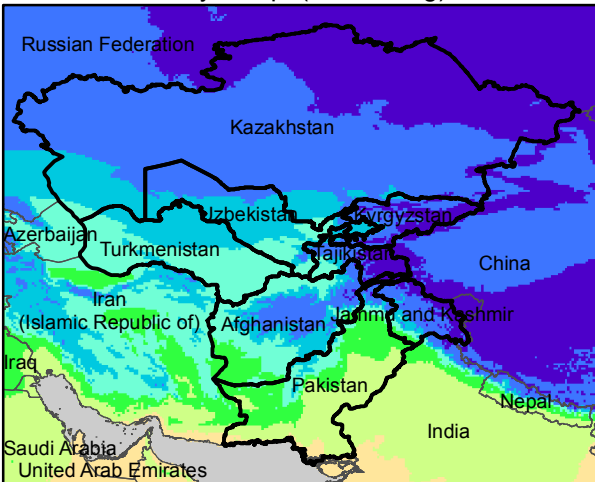 Russian Federation
Kazakhstan
Uzbekistan
Kyrgyzstan
Azerbaijan
Turkmenistan
Tajikistan
China
Iran
(Islamic Republic of)
Afghanistan
Jammu and Kashmir
Iraq
Pakistan
Nepal
India
Saudi Arabia
United Arab Emirates